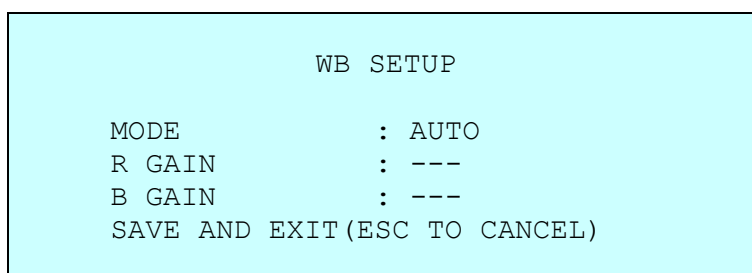 WB SETUP
MODE : AUTO
R GAIN : ---
B GAIN : ---
SAVE AND EXIT(ESC TO CANCEL)